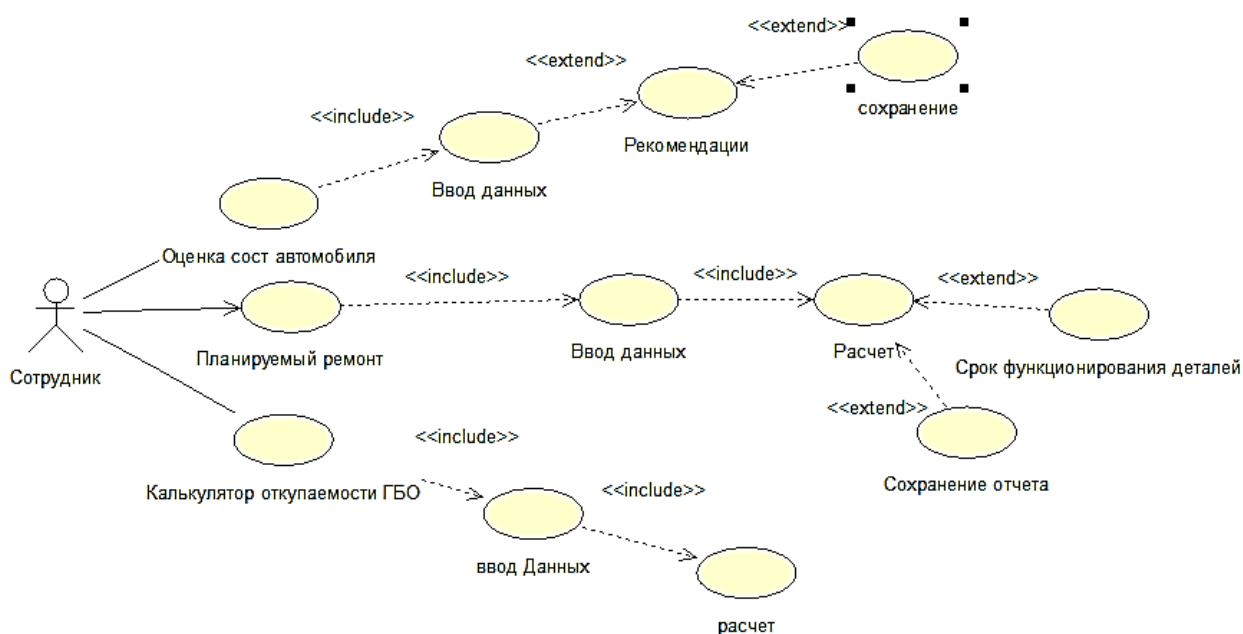 <<extend>>
<<extend>>
сохранение
<<include>>
Рекомендации
Ввод данных
Оценка сост автомобиля
<<include>>
<<include>>
<<extend>>
Планируемый ремонт
Ввод данных
Расчет
Срок функционирования деталей
Сотрудник
<<extend>>
<<include>>
Калькулятор откупаемости ГБО
<<include>>
Сохранение отчета
ввод Данных
расчет